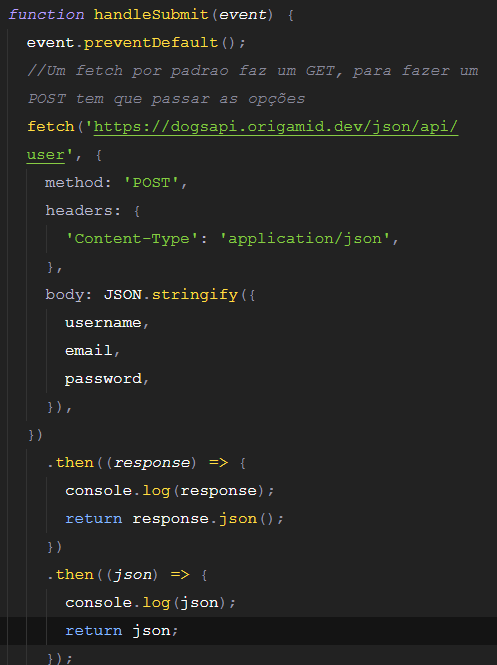 function handleSubmit(event) {
event.preventDefault();
//Um fetch por padrao faz um GET, para fazer um
POST tem que passar as opções
fetch('https://dogsapi.origamid.dev/json/api/
user', {
method: 'POST',
headers: {
'Content-Type': 'application/json',
},
body: JSON.stringify({
username,
email,
password,
}),
})
.then((response) => {
console.log(response);
return response.json();
})
.then((json) => {
console.log(json);
return json;
});